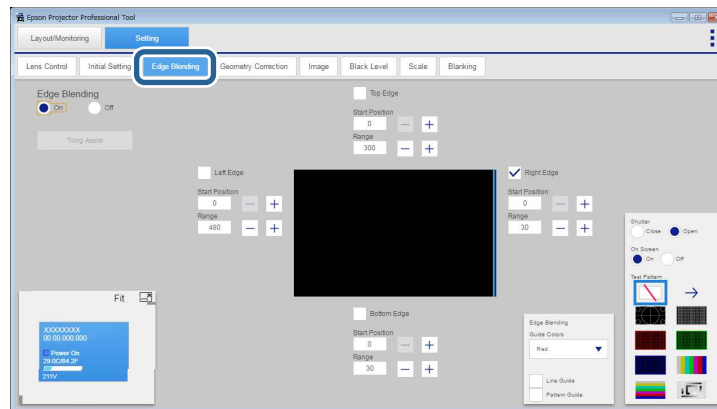 Epson Projector Professional Tool
Layout/Monitoring
Setting
Lens Control
Initial Setting
Edge Blending
Geometry Correction
Image
Black Level
Scale
Blanking
Edge Blending
On
Off
Tiling Assist
Top Edge
Start Position
0
Range
300
Left Edge
Start Position
0
Range
480
Right Edge
Start Position
0
Range
30
Bottom Edge
Start Position
0
Range
30
Fit
XXXXXXXX
00.00.000.000
Power On
29.0C/84.2F
211V
Edge Blending
Guide Colors
Red
Line Guide
Pattern Guide
Shutter
Close
Open
On Screen
On
Off
Test Pattern